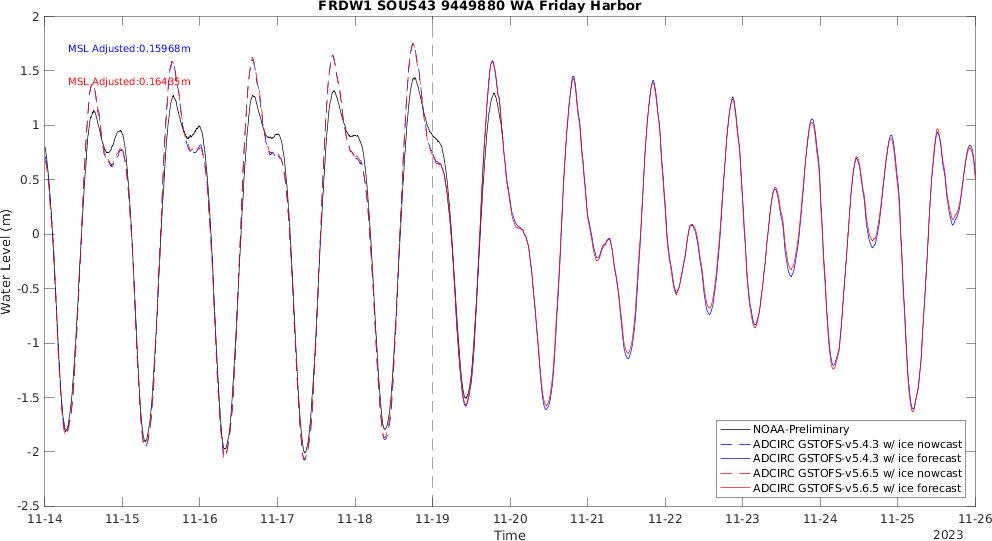 FRDW1 SOUS43 9449880 WA Friday Harbor
MSL Adjusted:0.15968m
MSL Adjusted:0.16435m
Water Level (m)
2
1.5
1
0.5
0
-0.5
-1
-1.5
-2
-2.5
NOAA-Preliminary
ADCIRC GSTOFS-v5.4.3 w/ ice nowcast
ADCIRC GSTOFS-v5.4.3 w/ ice forecast
ADCIRC GSTOFS-v5.6.5 w/ ice nowcast
ADCIRC GSTOFS-v5.6.5 w/ ice forecast
11-14 11-15 11-16 11-17 11-18 11-19 11-20 11-21 11-22 11-23 11-24 11-25 11-26
Time
2023